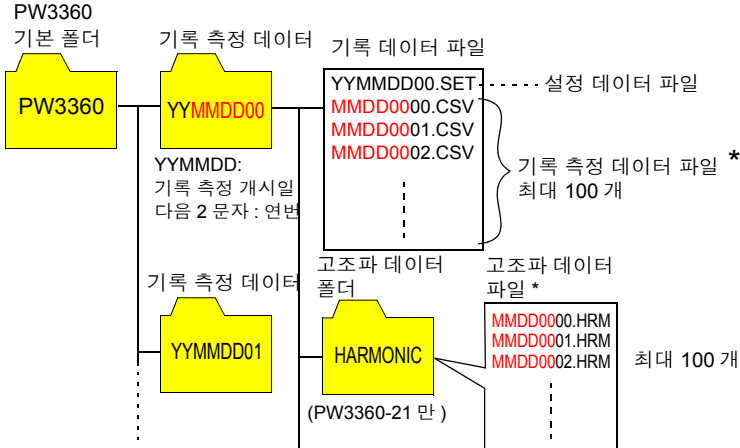 PW3360
기본 폴더
PW3360
기록 측정 데이터
YYMMDD00
YYMMDD:
기록 측정 개시일
다음 2 문자 : 연번
기록 데이터 파일
YYMMDD00.SET
설정 데이터 파일
MMDD0000.CSV
MMDD0001.CSV
MMDD0002.CSV
기록 측정 데이터 파일 *
최대 100 개
기록 측정 데이터
YYMMDD01
고조파 데이터
폴더
HARMONIC
(PW3360-21 만 )
고조파 데이터
파일 *
MMDD0000.HRM
MMDD0001.HRM
MMDD0002.HRM
최대 100 개